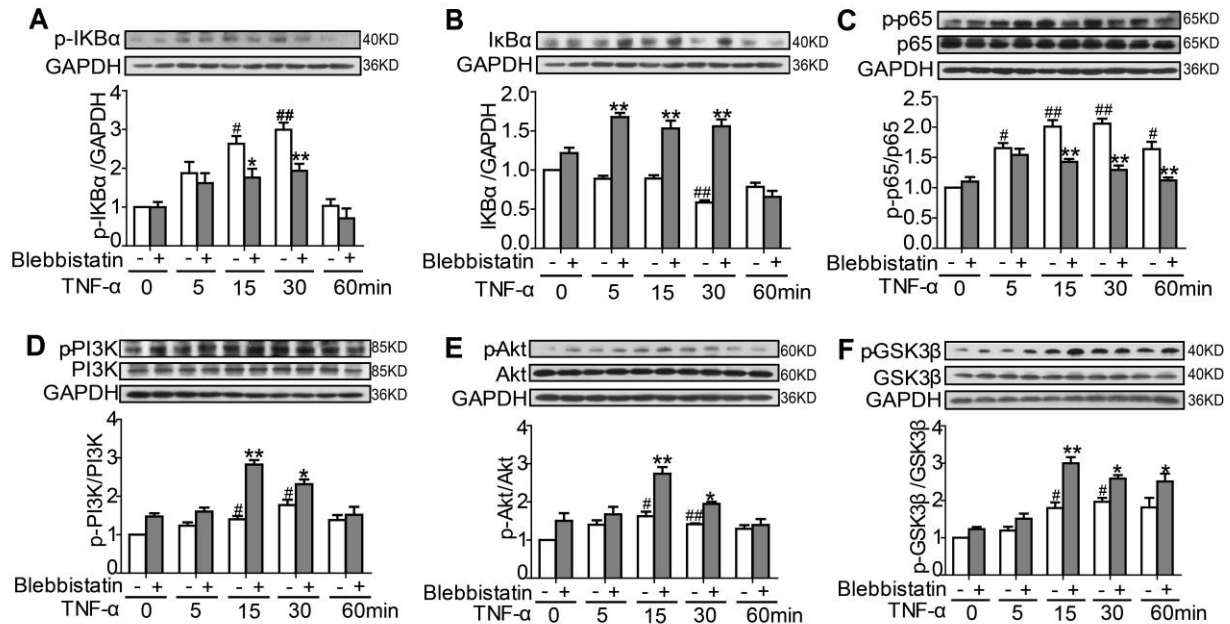 A
p-IKBα 40KD
GAPDH 36KD
p-IKBα/GAPDH
4
3
2
1
0
# ##
* **
Blebbistatin - + - + - + - + - +
TNF-α 0 5 15 30 60min
B
IκBα 40KD
GAPDH 36KD
IKBα/GAPDH
2.0
1.5
1.0
0.5
0.0
** ** **
##
Blebbistatin - + - + - + - + - +
TNF-α 0 5 15 30 60min
C
p-p65 65KD
p65 65KD
GAPDH 36KD
p-p65/p65
2.5
2.0
1.5
1.0
0.5
0.0
# ## ## #
** ** **
Blebbistatin - + - + - + - + - +
TNF-α 0 5 15 30 60min
D
pPI3K 85KD
PI3K 85KD
GAPDH 36KD
p-PI3K/PI3K
4
3
2
1
0
# ** # *
Blebbistatin - + - + - + - + - +
TNF-α 0 5 15 30 60min
E
p-Akt 60KD
Akt 60KD
GAPDH 36KD
p-Akt/Akt
4
3
2
1
0
# ** ## *
Blebbistatin - + - + - + - + - +
TNF-α 0 5 15 30 60min
F
pGSK3β 40KD
GSK3β 40KD
GAPDH 36KD
p-GSK3β/GSK3β
4
3
2
1
0
# ** # * *
Blebbistatin - + - + - + - + - +
TNF-α 0 5 15 30 60min